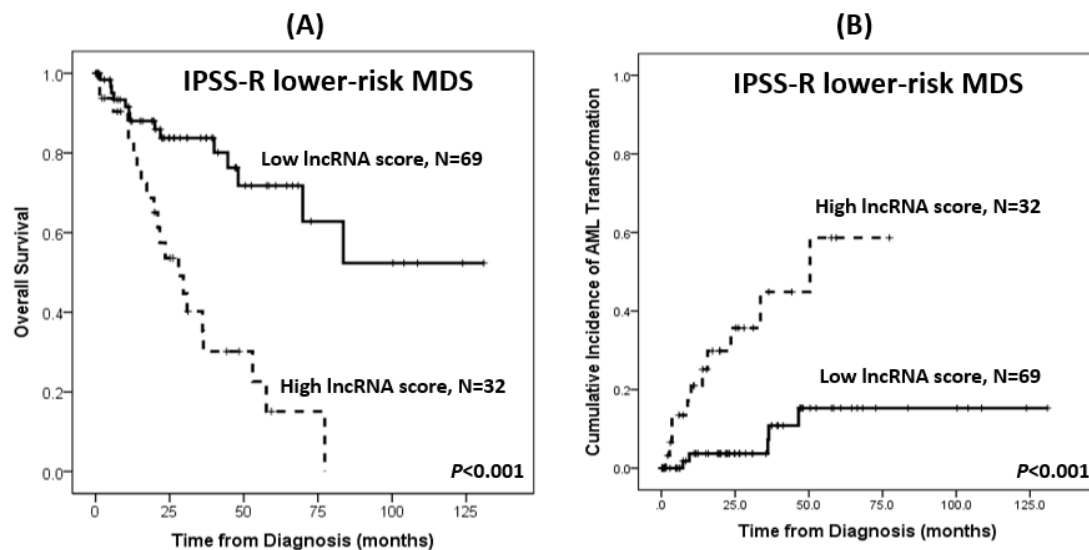 (A)
IPSS-R lower-risk MDS
Low lncRNA score, N=69
High lncRNA score, N=32
P<0.001
Overall Survival
1.0
0.8
0.6
0.4
0.2
0.0
0 25 50 75 100 125
Time from Diagnosis (months)
(B)
IPSS-R lower-risk MDS
High lncRNA score, N=32
Low lncRNA score, N=69
P<0.001
Cumulative Incidence of AML Transformation
1.0
0.8
0.6
0.4
0.2
0.0
.0 25.0 50.0 75.0 100.0 125.0
Time from Diagnosis (months)